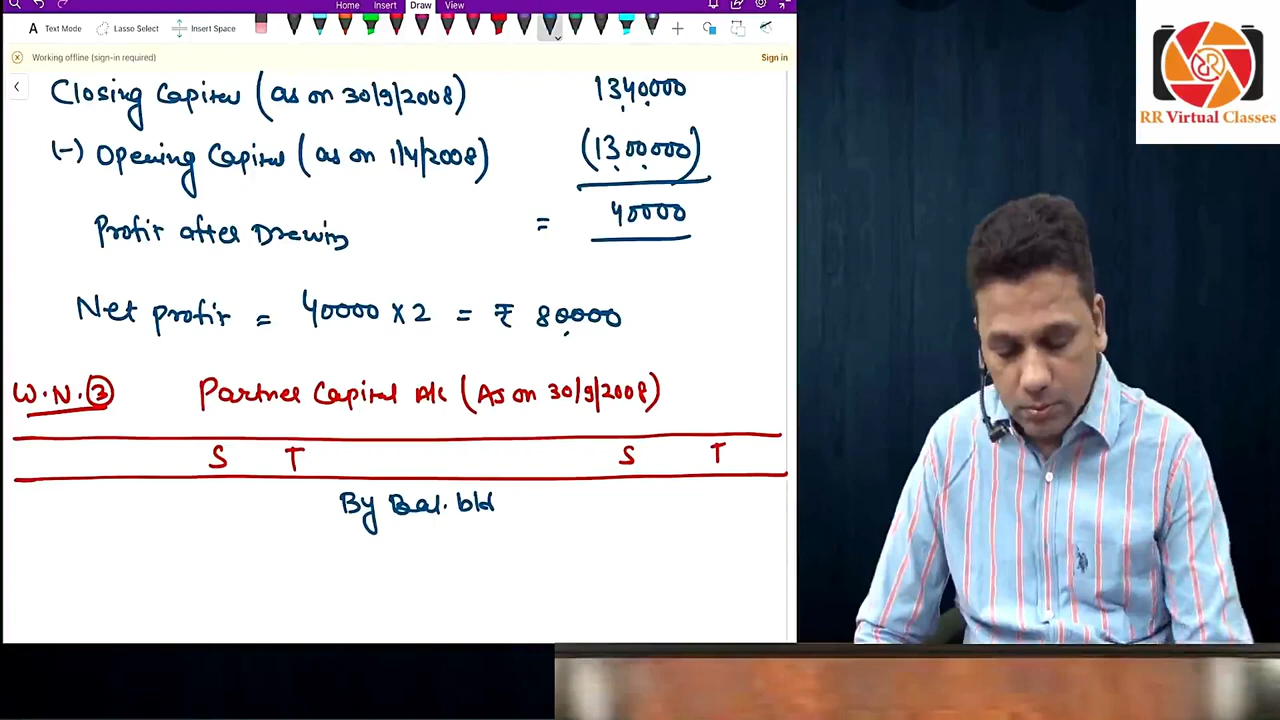 Home Insert Draw View
Text Mode Lasso Select Insert Space
Working offline (sign-in required) Sign in
Closing Capital (as on 30/9/2008) 1340000
(-) Opening Capital (as on 1/4/2008) (1300000)
Profit after Drawing = 40000
Net profit = 40000 x 2 = ₹ 80000
W.N. 3 Partner Capital A/c (As on 30/9/2008)
S T S T
By Bal. b/d
RR Virtual Classes